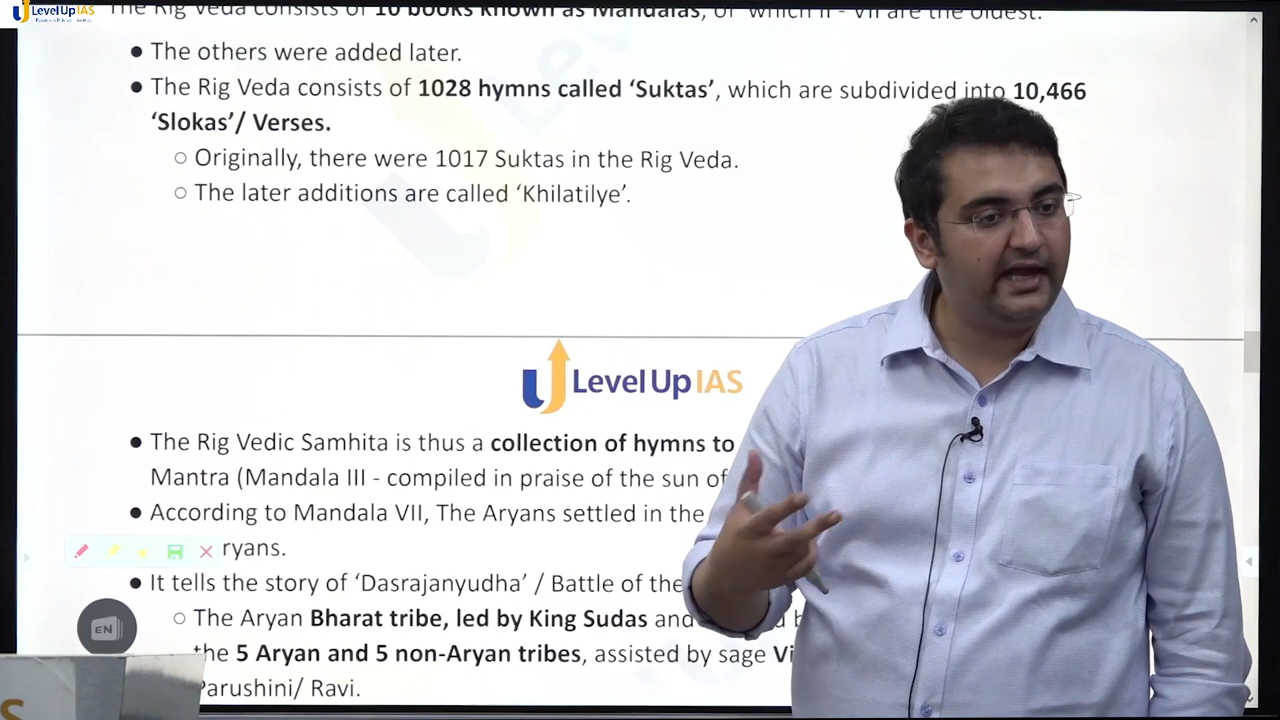 LevelUp IAS
The Rig Veda consists of 10 books known as Mandalas, of which II - VII are the oldest.
● The others were added later.
● The Rig Veda consists of 1028 hymns called ‘Suktas’, which are subdivided into 10,466
‘Slokas’/ Verses.
○ Originally, there were 1017 Suktas in the Rig Veda.
○ The later additions are called ‘Khilatilye’.
LevelUp IAS
● The Rig Vedic Samhita is thus a collection of hymns to
Mantra (Mandala III - compiled in praise of the sun of
● According to Mandala VII, The Aryans settled in the
ryans.
● It tells the story of ‘Dasrajanyudha’ / Battle of the
EN
○ The Aryan Bharat tribe, led by King Sudas and
the 5 Aryan and 5 non-Aryan tribes, assisted by sage Vi
Parushini/ Ravi.